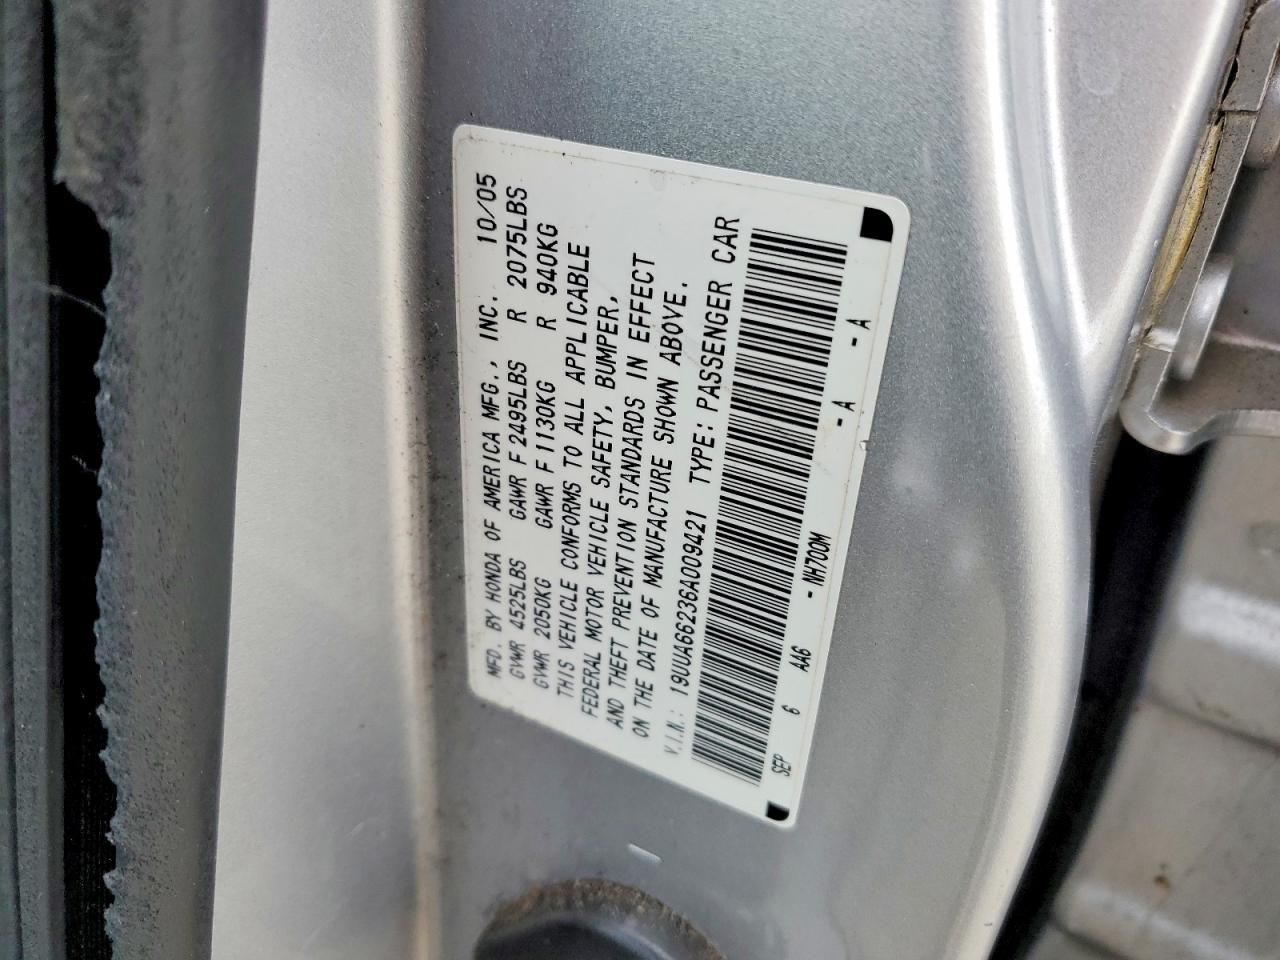 MFD. BY HONDA OF AMERICA MFG., INC. 10/05
GVWR 4525LBS GAWR F 2495LBS R 2075LBS
GVWR 2050KG GAWR F 1130KG R 940KG
THIS VEHICLE CONFORMS TO ALL APPLICABLE
FEDERAL MOTOR VEHICLE SAFETY, BUMPER,
AND THEFT PREVENTION STANDARDS IN EFFECT
ON THE DATE OF MANUFACTURE SHOWN ABOVE.
V.I.N.: 19UUA66236A009421 TYPE: PASSENGER CAR
SEP 6 AA6 - NH700M - A - A